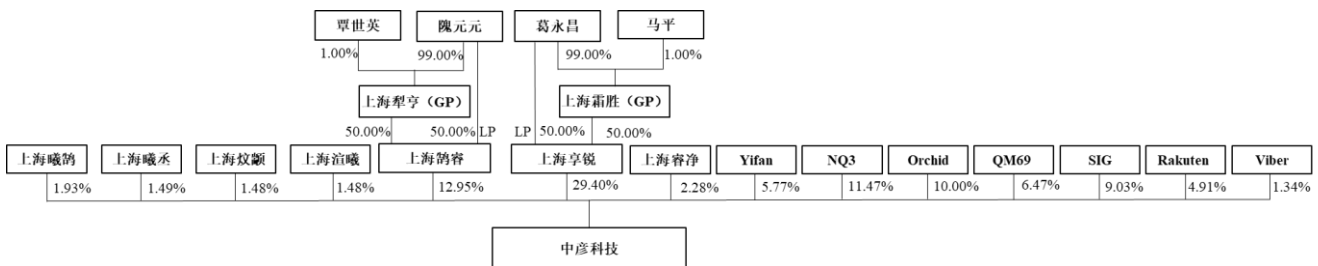 覃世英 隗元元 葛永昌 马平
1.00% 99.00% 99.00% 1.00%
上海犁亨（GP） 上海霜胜（GP）
50.00% 50.00% LP LP 50.00% 50.00%
上海曦鹄 上海曦丞 上海炆颛 上海渲曦 上海鹄睿 上海享锐 上海睿净 Yifan NQ3 Orchid QM69 SIG Rakuten Viber
1.93% 1.49% 1.48% 1.48% 12.95% 29.40% 2.28% 5.77% 11.47% 10.00% 6.47% 9.03% 4.91% 1.34%
中彦科技